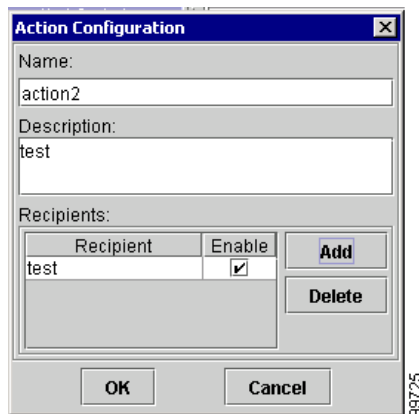 Action Configuration
Name:
action2
Description:
test
Recipients:
Recipient Enable
test
Add
Delete
OK Cancel
99725